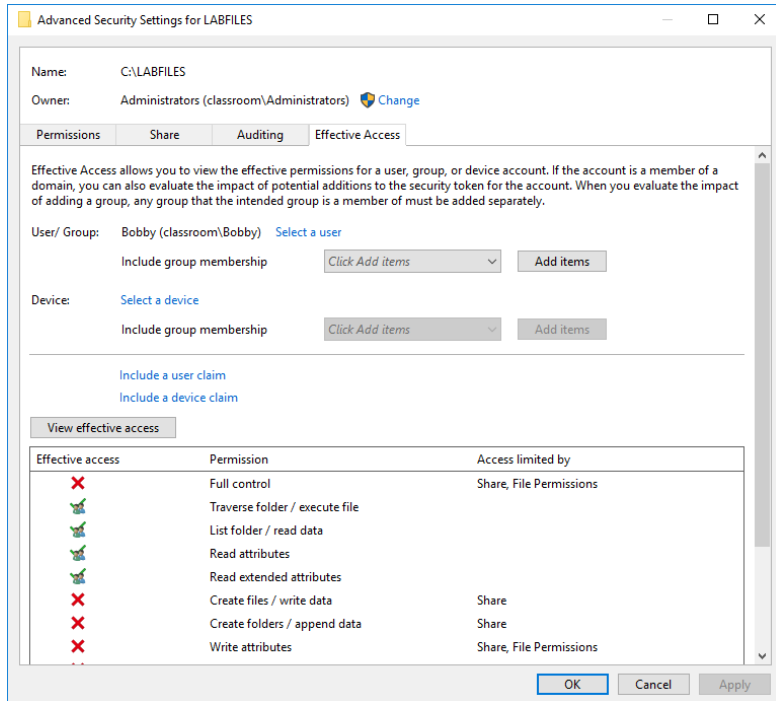 Advanced Security Settings for LABFILES
Name: C:\LABFILES
Owner: Administrators (classroom\Administrators) Change
Permissions Share Auditing Effective Access
Effective Access allows you to view the effective permissions for a user, group, or device account. If the account is a member of a
domain, you can also evaluate the impact of potential additions to the security token for the account. When you evaluate the impact
of adding a group, any group that the intended group is a member of must be added separately.
User/ Group: Bobby (classroom\Bobby) Select a user
Include group membership Click Add items Add items
Device: Select a device
Include group membership Click Add items Add items
Include a user claim
Include a device claim
View effective access
Effective access Permission Access limited by
Full control Share, File Permissions
Traverse folder / execute file
List folder / read data
Read attributes
Read extended attributes
Create files / write data Share
Create folders / append data Share
Write attributes Share, File Permissions
OK Cancel Apply